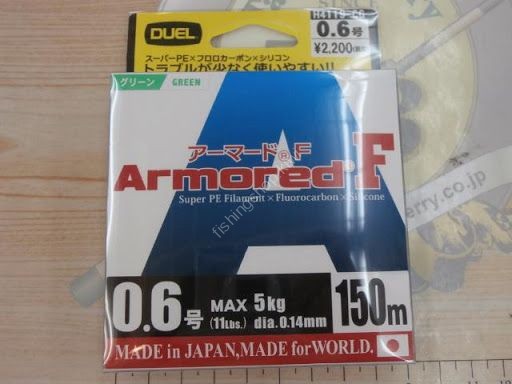 DUEL
0.6号
¥2,200
スーパーPE×フロロカーボン×シリコン
トラブルが少なく使いやすい!!
グリーン GREEN
アーマード® F
Armored® F
Super PE Filament × Fluorocarbon × Silicone
0.6号 MAX 5kg 150m
(11Lbs.) dia. 0.14mm
MADE in JAPAN, MADE for WORLD.
erry.co.jp